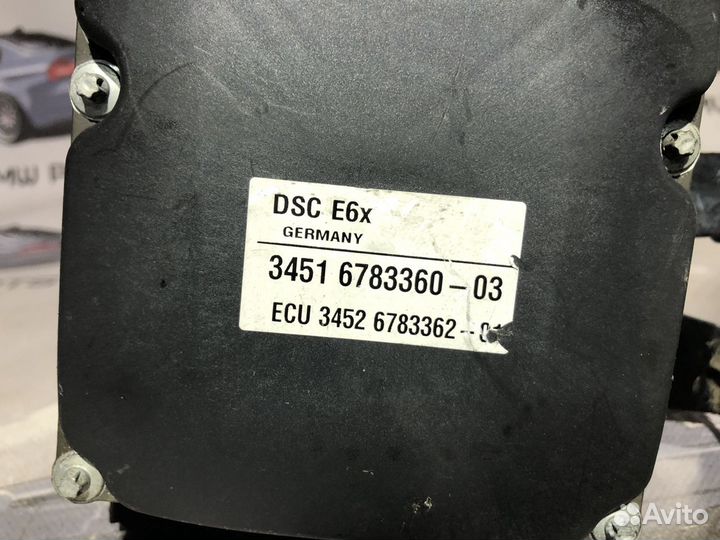 DSC E6x
GERMANY
3451 6783360-03
ECU 3452 6783362--
Avito